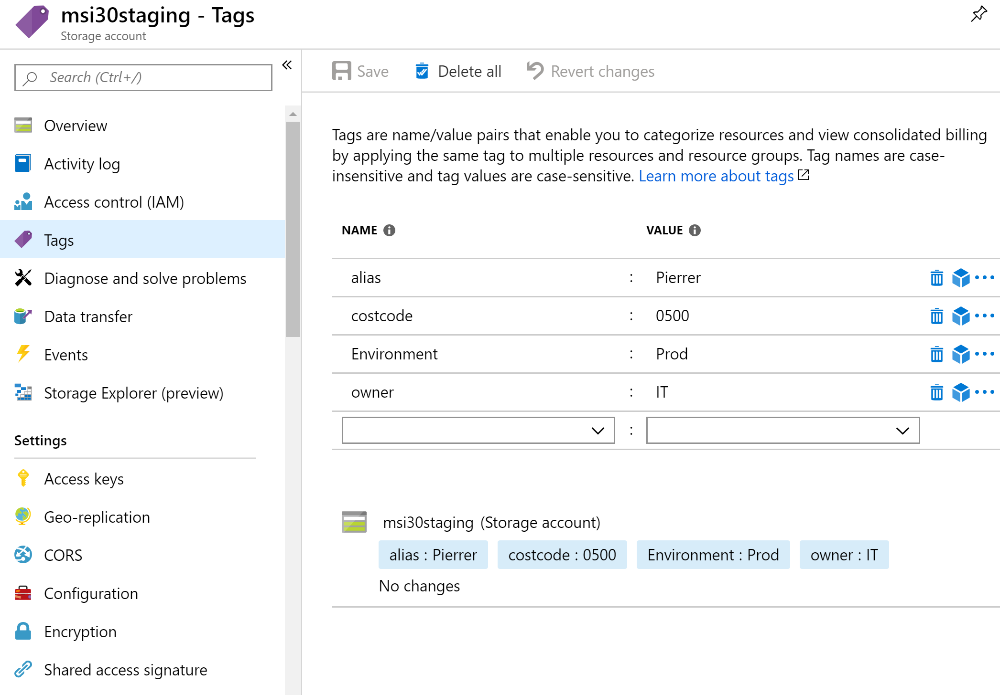 msi30staging - Tags
Storage account
Search (Ctrl+/)
Overview
Activity log
Access control (IAM)
Tags
Diagnose and solve problems
Data transfer
Events
Storage Explorer (preview)
Settings
Access keys
Geo-replication
CORS
Configuration
Encryption
Shared access signature
Save Delete all Revert changes
Tags are name/value pairs that enable you to categorize resources and view consolidated billing
by applying the same tag to multiple resources and resource groups. Tag names are case-
insensitive and tag values are case-sensitive. Learn more about tags
NAME VALUE
alias : Pierrer
costcode : 0500
Environment : Prod
owner : IT
:
msi30staging (Storage account)
alias : Pierrer costcode : 0500 Environment : Prod owner : IT
No changes